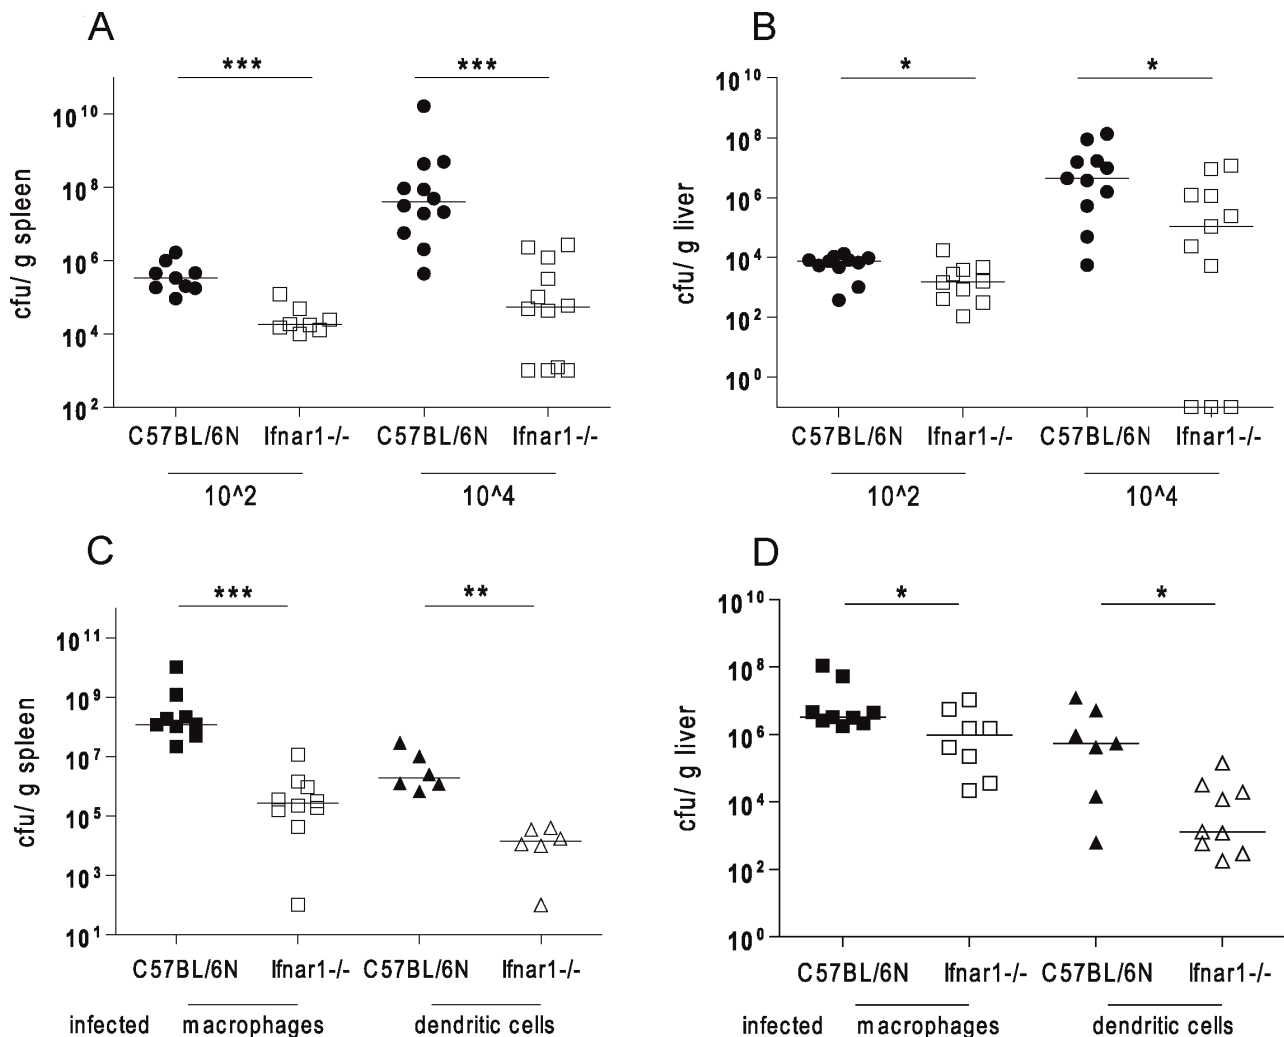 A
***
***
cfu/ g spleen
10^10
10^8
10^6
10^4
10^2
C57BL/6N Ifnar1-/- C57BL/6N Ifnar1-/-
10^2 10^4
B
*
*
cfu/ g liver
10^10
10^8
10^6
10^4
10^2
10^0
C57BL/6N Ifnar1-/- C57BL/6N Ifnar1-/-
10^2 10^4
C
***
**
cfu/ g spleen
10^11
10^9
10^7
10^5
10^3
10^1
C57BL/6N Ifnar1-/- C57BL/6N Ifnar1-/-
infected macrophages dendritic cells
D
*
*
cfu/ g liver
10^10
10^8
10^6
10^4
10^2
10^0
C57BL/6N Ifnar1-/- C57BL/6N Ifnar1-/-
infected macrophages dendritic cells